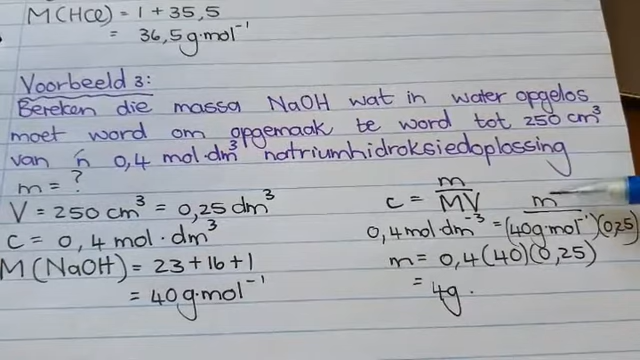 M(HCl) = 1 + 35,5
= 36,5 g·mol⁻¹
Voorbeeld 3:
Bereken die massa NaOH wat in water opgelos
moet word om opgemaak te word tot 250 cm³
van 'n 0,4 mol·dm³ natriumhidroksiedoplossing
m = ?
V = 250 cm³ = 0,25 dm³
c = 0,4 mol·dm³
M(NaOH) = 23 + 16 + 1
= 40 g·mol⁻¹
c = m/MV
0,4 mol·dm⁻³ = m/(40g·mol⁻¹)(0,25)
m = 0,4(40)(0,25)
= 4g.